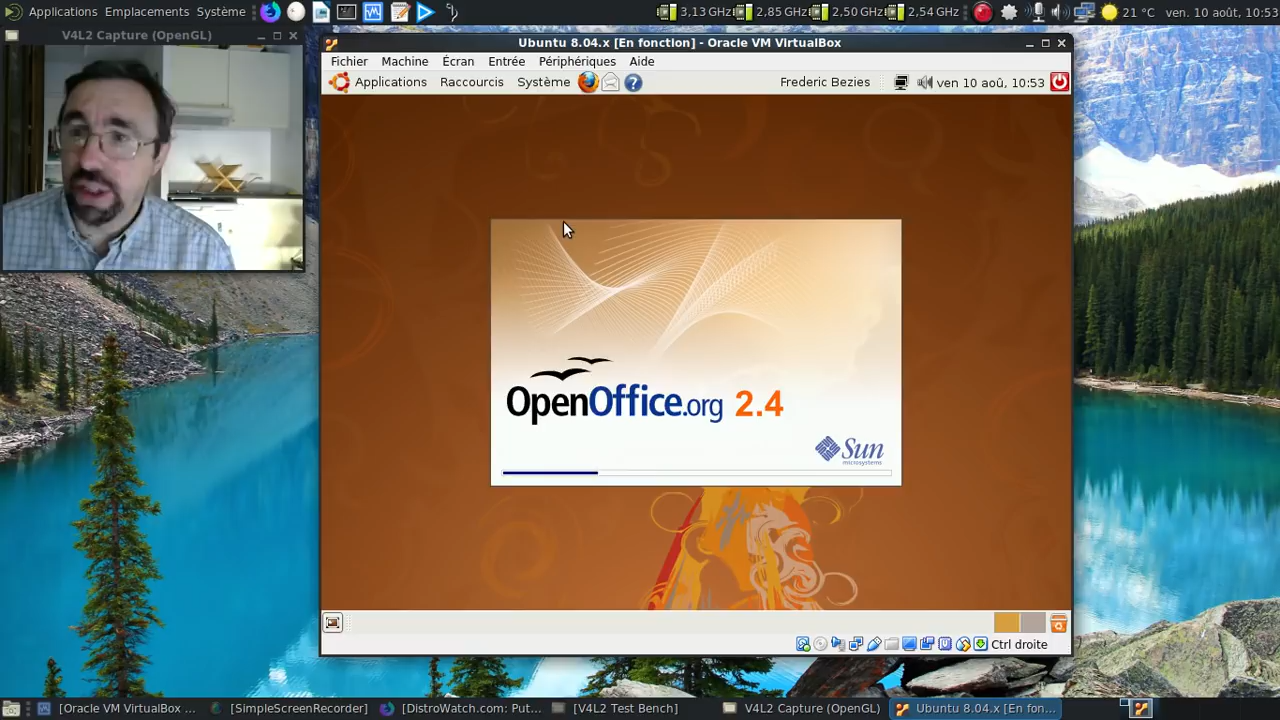 Applications Emplacements Système
3,13 GHz 2,85 GHz 2,50 GHz 2,54 GHz 21 °C ven. 10 août, 10:53
V4L2 Capture (OpenGL)
Ubuntu 8.04.x [En fonction] - Oracle VM VirtualBox
Fichier Machine Écran Entrée Périphériques Aide
Applications Raccourcis Système Frederic Bezies ven 10 aoû, 10:53
OpenOffice.org 2.4
Sun
microsystems
Ctrl droite
[Oracle VM VirtualBox ... [SimpleScreenRecorder] [DistroWatch.com: Put... [V4L2 Test Bench] V4L2 Capture (OpenGL) Ubuntu 8.04.x [En fon...